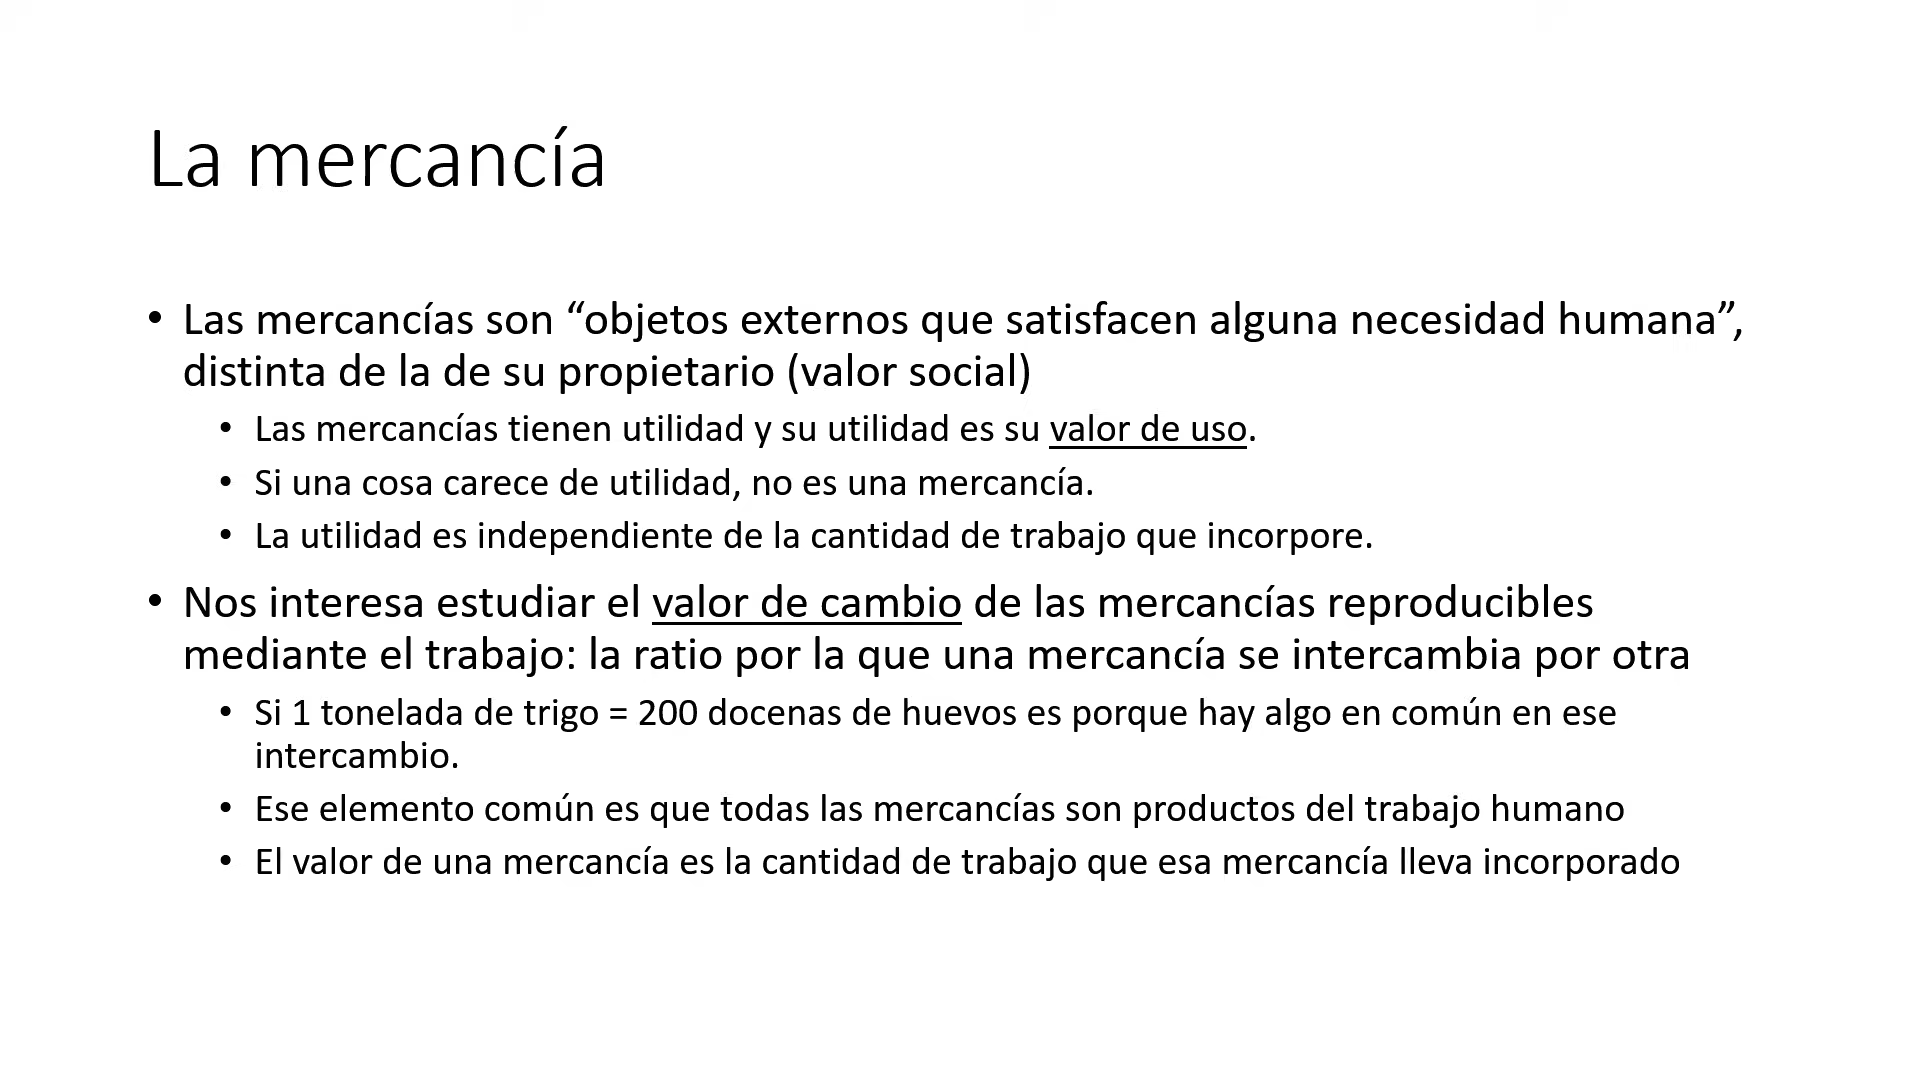 La mercancía
• Las mercancías son “objetos externos que satisfacen alguna necesidad humana”,
distinta de la de su propietario (valor social)
• Las mercancías tienen utilidad y su utilidad es su valor de uso.
• Si una cosa carece de utilidad, no es una mercancía.
• La utilidad es independiente de la cantidad de trabajo que incorpore.
• Nos interesa estudiar el valor de cambio de las mercancías reproducibles
mediante el trabajo: la ratio por la que una mercancía se intercambia por otra
• Si 1 tonelada de trigo = 200 docenas de huevos es porque hay algo en común en ese
intercambio.
• Ese elemento común es que todas las mercancías son productos del trabajo humano
• El valor de una mercancía es la cantidad de trabajo que esa mercancía lleva incorporado